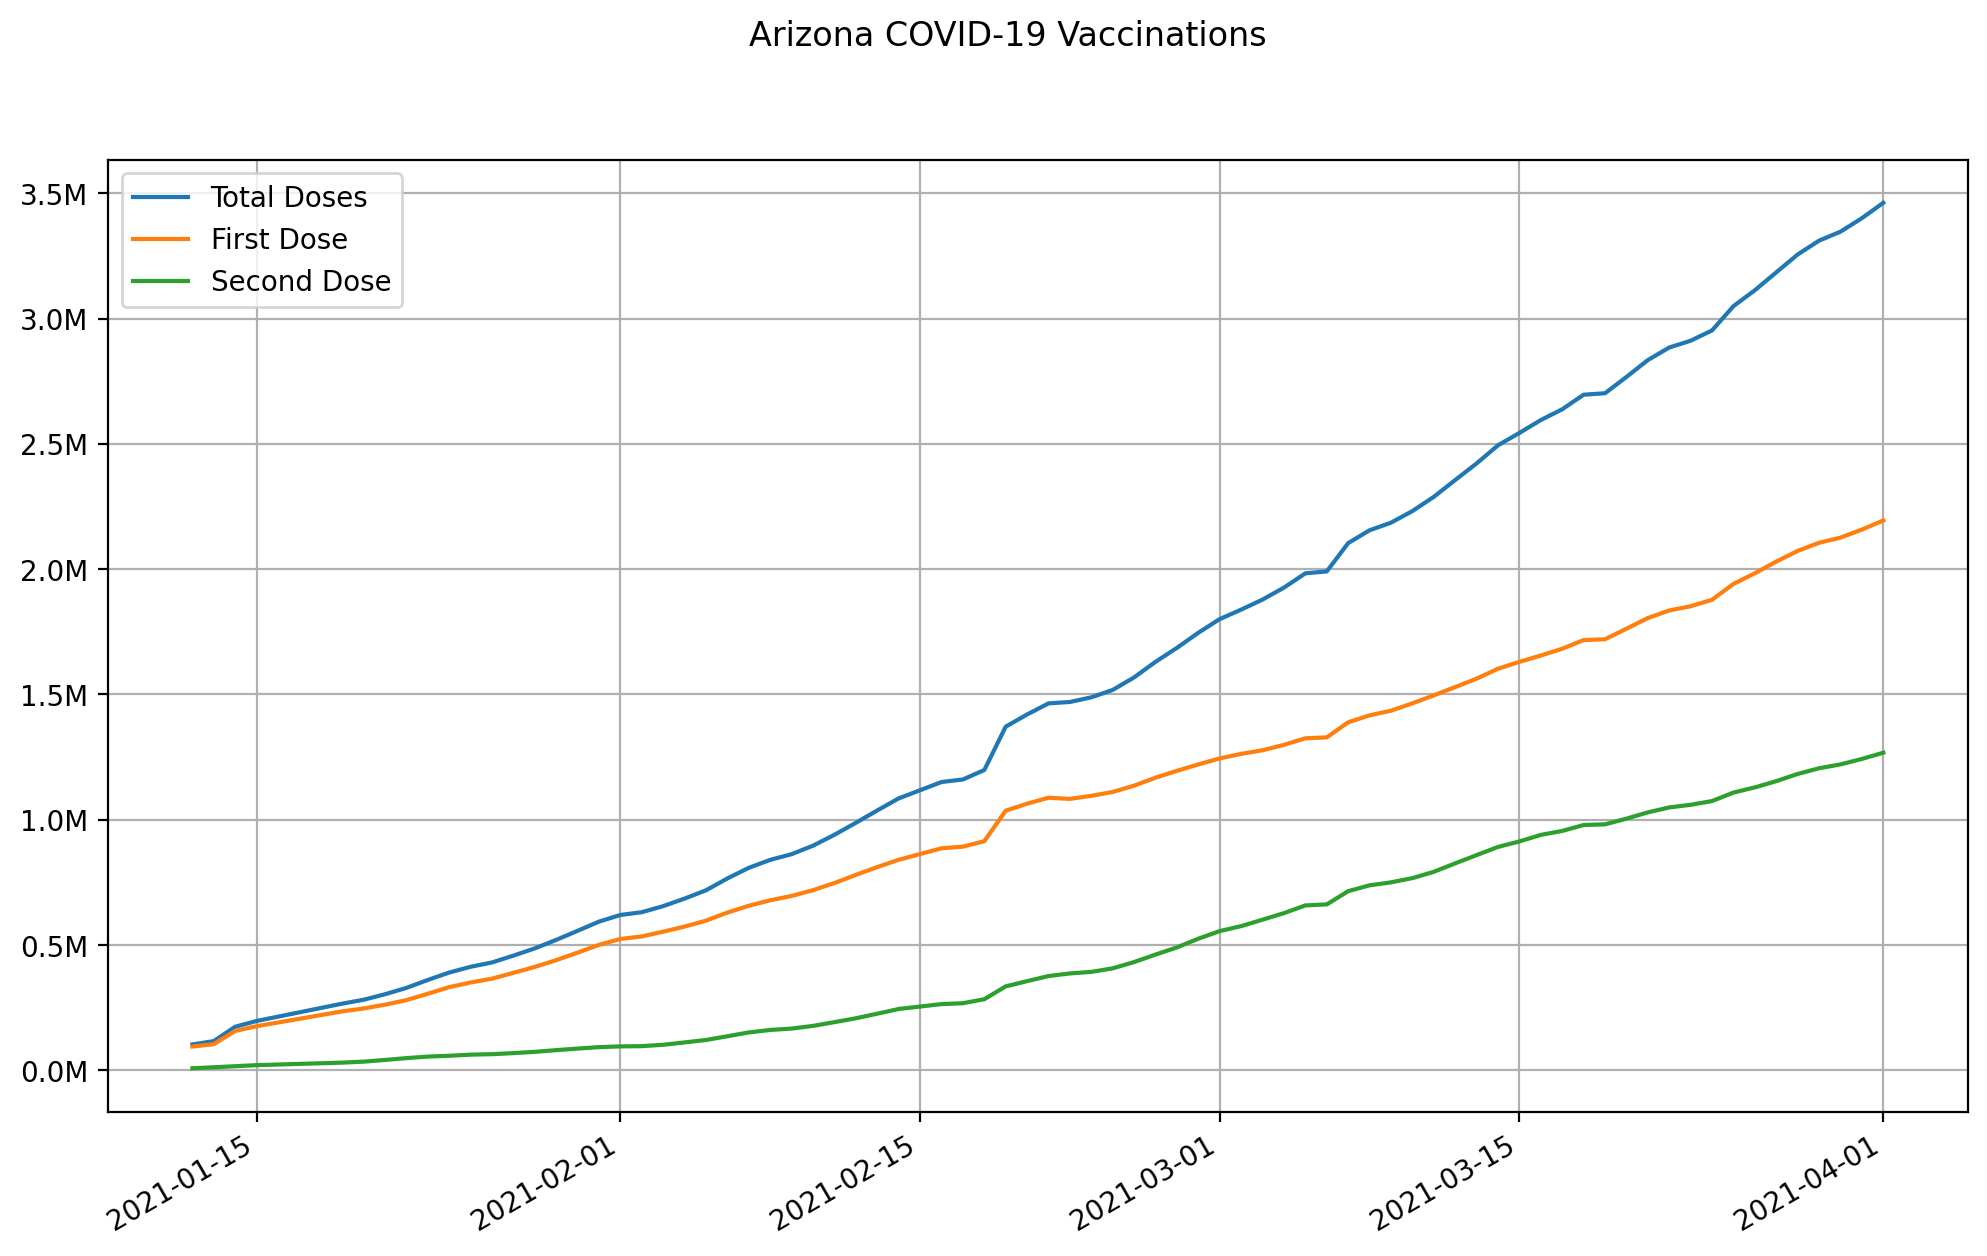 Arizona COVID-19 Vaccinations
Total Doses
First Dose
Second Dose
3.5M
3.0M
2.5M
2.0M
1.5M
1.0M
0.5M
0.0M
2021-01-15
2021-02-01
2021-02-15
2021-03-01
2021-03-15
2021-04-01